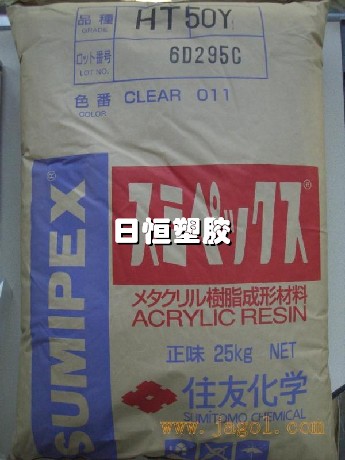 品種 HT50Y
GRADE
ロット番号 6D295C
LOT NO.
色番 CLEAR 011
COLOR
SUMIPEX®
スミペックス®
日恒塑胶
メタクリル樹脂成形材料
ACRYLIC RESIN
正味 25kg NET
住友化学
SUMITOMO CHEMICAL
www.jago1.com